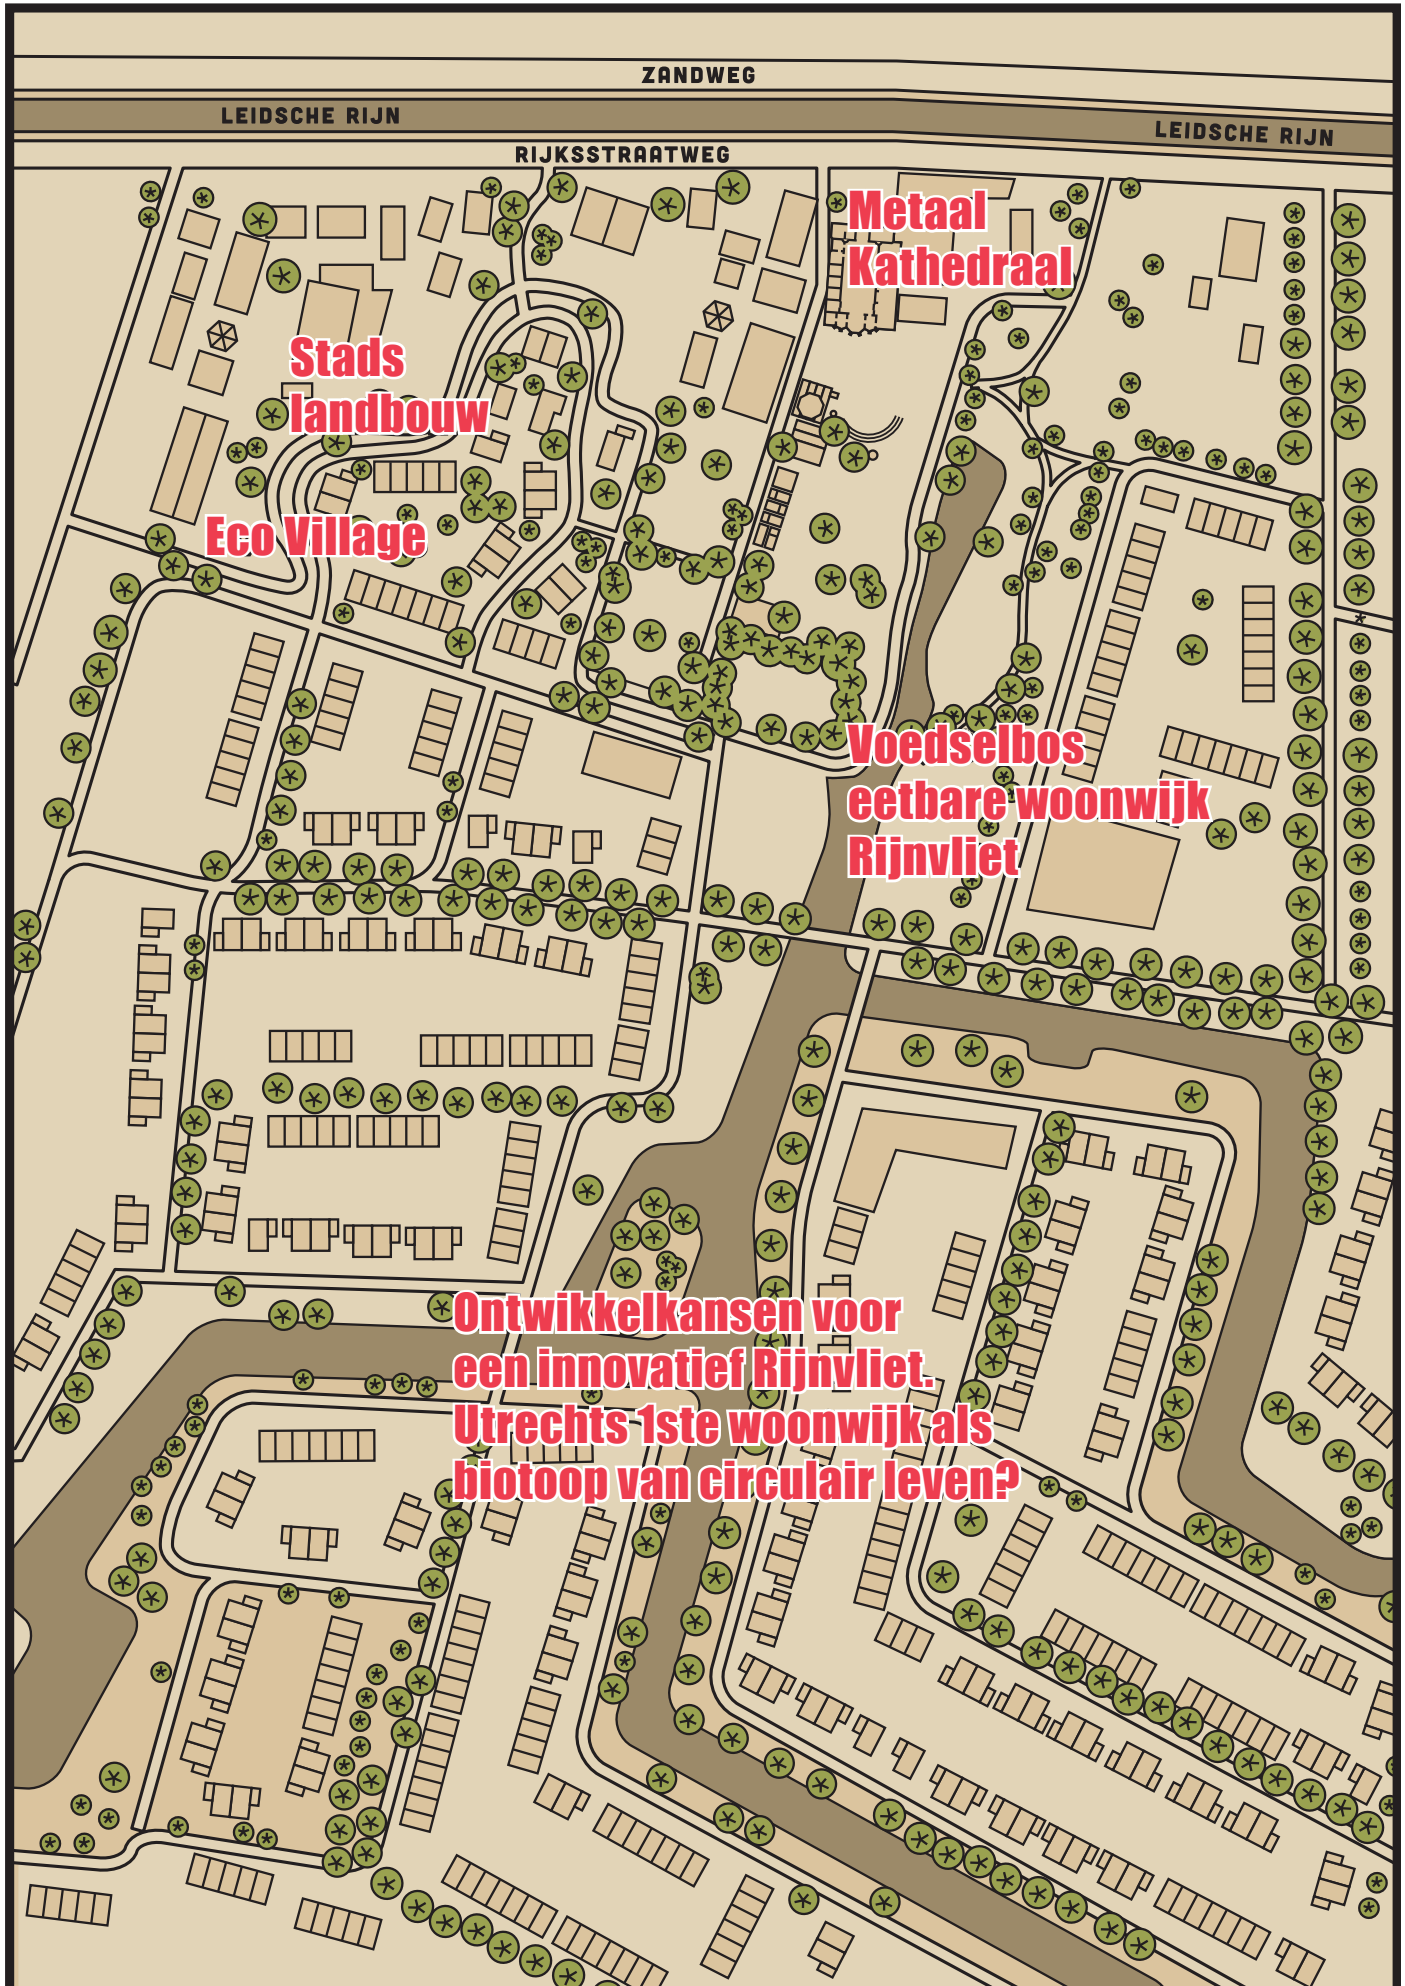 ZANDWEG
LEIDSCHE RIJN
LEIDSCHE RIJN
RIJKSSTRAATWEG
Metaal
Kathedraal
Stads
landbouw
Eco Village
Voedselbos
eetbare woonwijk
Rijnvliet
Ontwikkelkansen voor
een innovatief Rijnvliet.
Utrechts 1ste woonwijk als
biotoop van circulair leven?